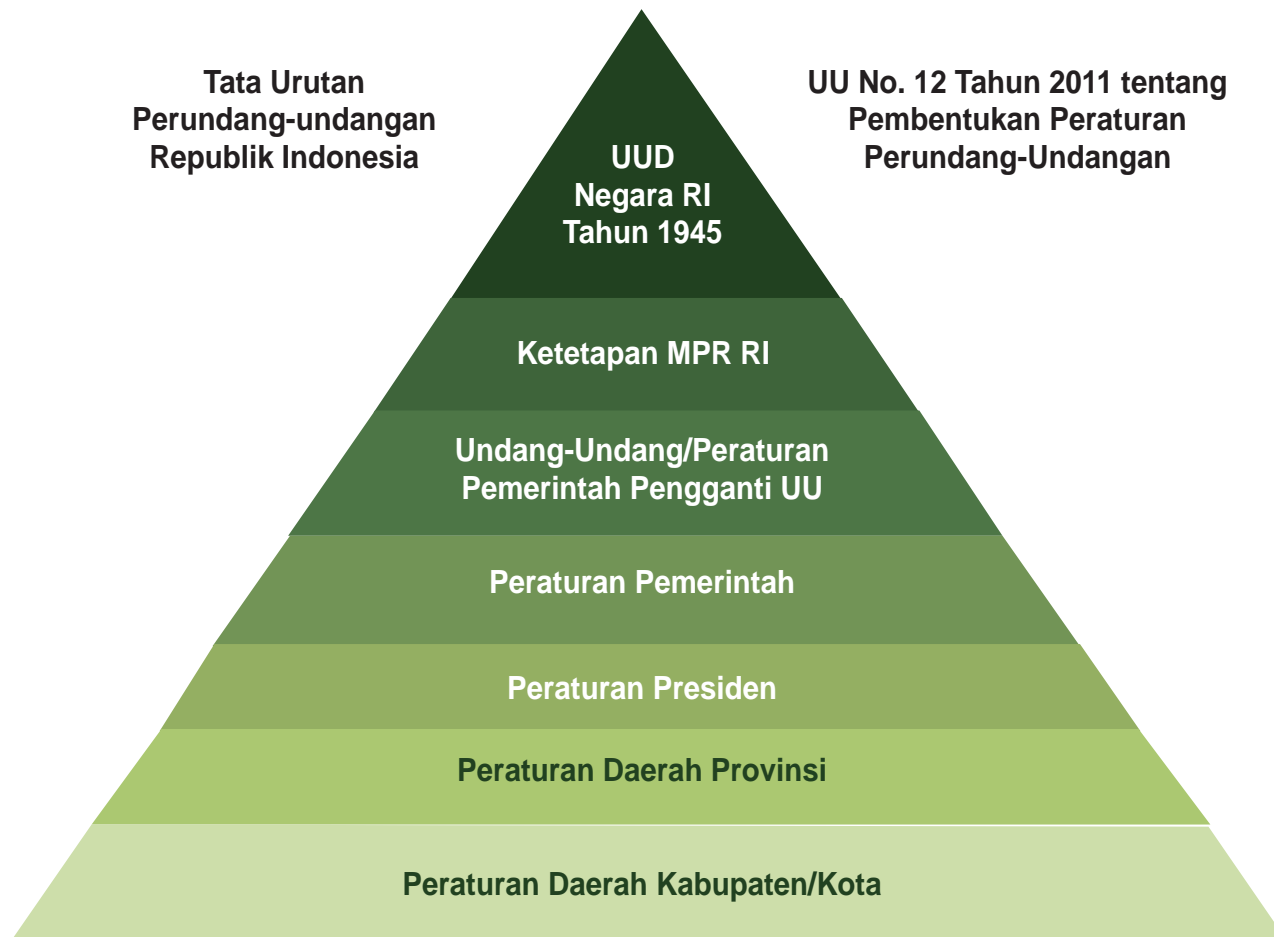 Tata Urutan
Perundang-undangan
Republik Indonesia
UU No. 12 Tahun 2011 tentang
Pembentukan Peraturan
Perundang-Undangan
UUD
Negara RI
Tahun 1945
Ketetapan MPR RI
Undang-Undang/Peraturan
Pemerintah Pengganti UU
Peraturan Pemerintah
Peraturan Presiden
Peraturan Daerah Provinsi
Peraturan Daerah Kabupaten/Kota